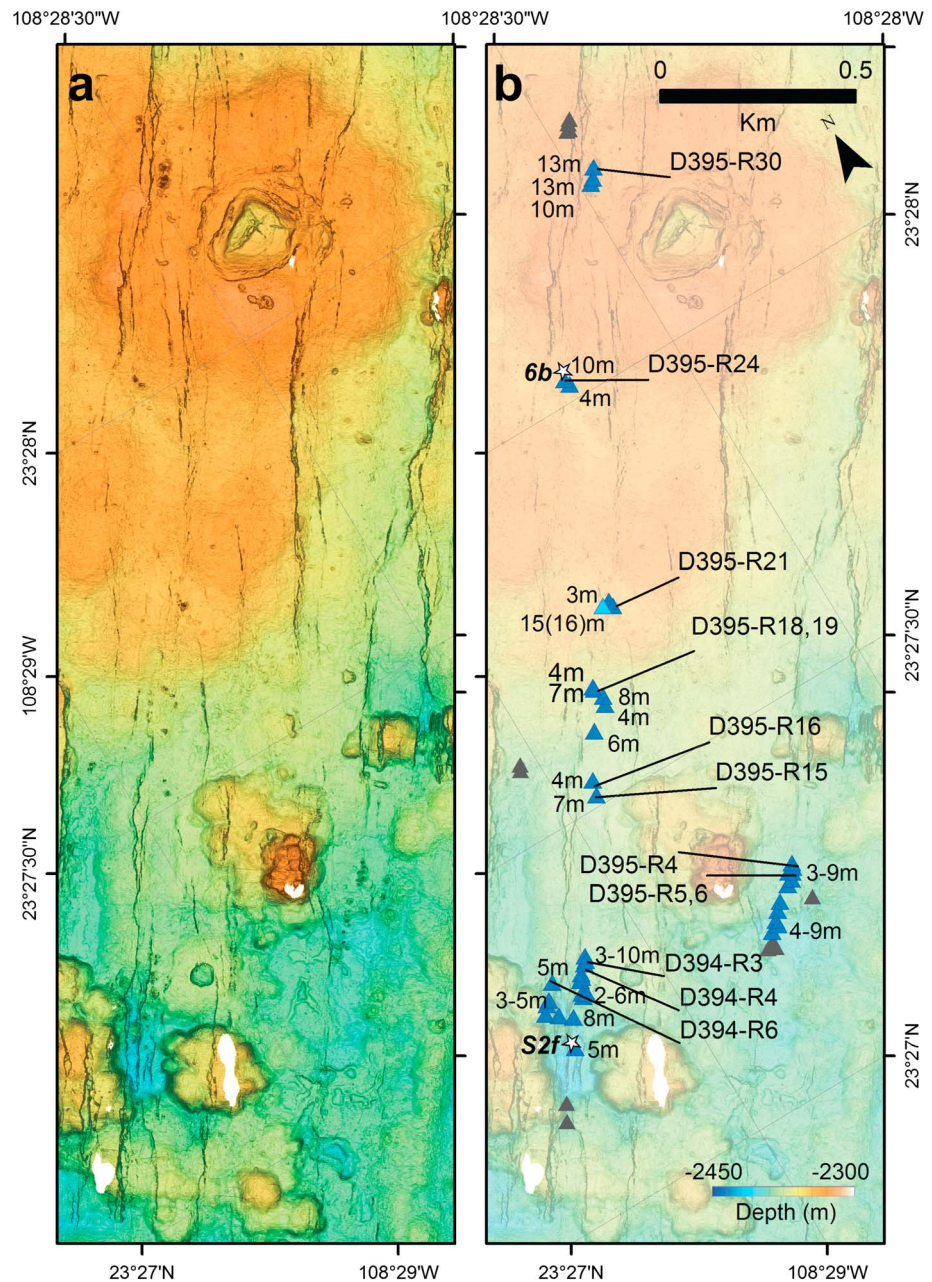 108°28'30"W
108°28'30"W
108°28'W
a
b
0
0.5
Km
N
13m
D395-R30
13m
10m
23°28'N
6b
10m
D395-R24
4m
23°28'N
D395-R21
3m
15(16)m
23°27'30"N
D395-R18,19
4m
7m
8m
4m
108°29'W
D395-R16
6m
4m
D395-R15
7m
23°27'30"N
D395-R4
3-9m
D395-R5,6
4-9m
3-10m
D394-R3
5m
D394-R4
3-5m
2-6m
8m
D394-R6
S2f
5m
23°27'N
-2450
-2300
Depth (m)
23°27'N
108°29'W
23°27'N
108°29'W